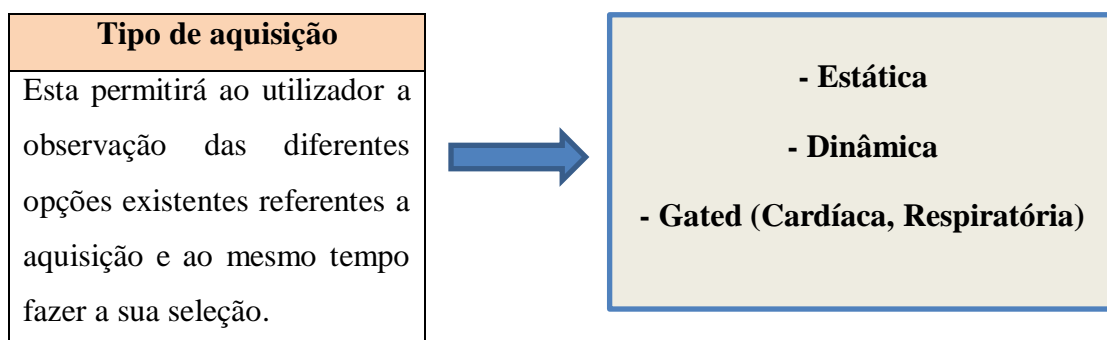 Tipo de aquisição
Esta permitirá ao utilizador a
observação das diferentes
opções existentes referentes a
aquisição e ao mesmo tempo
fazer a sua seleção.
- Estática
- Dinâmica
- Gated (Cardíaca, Respiratória)